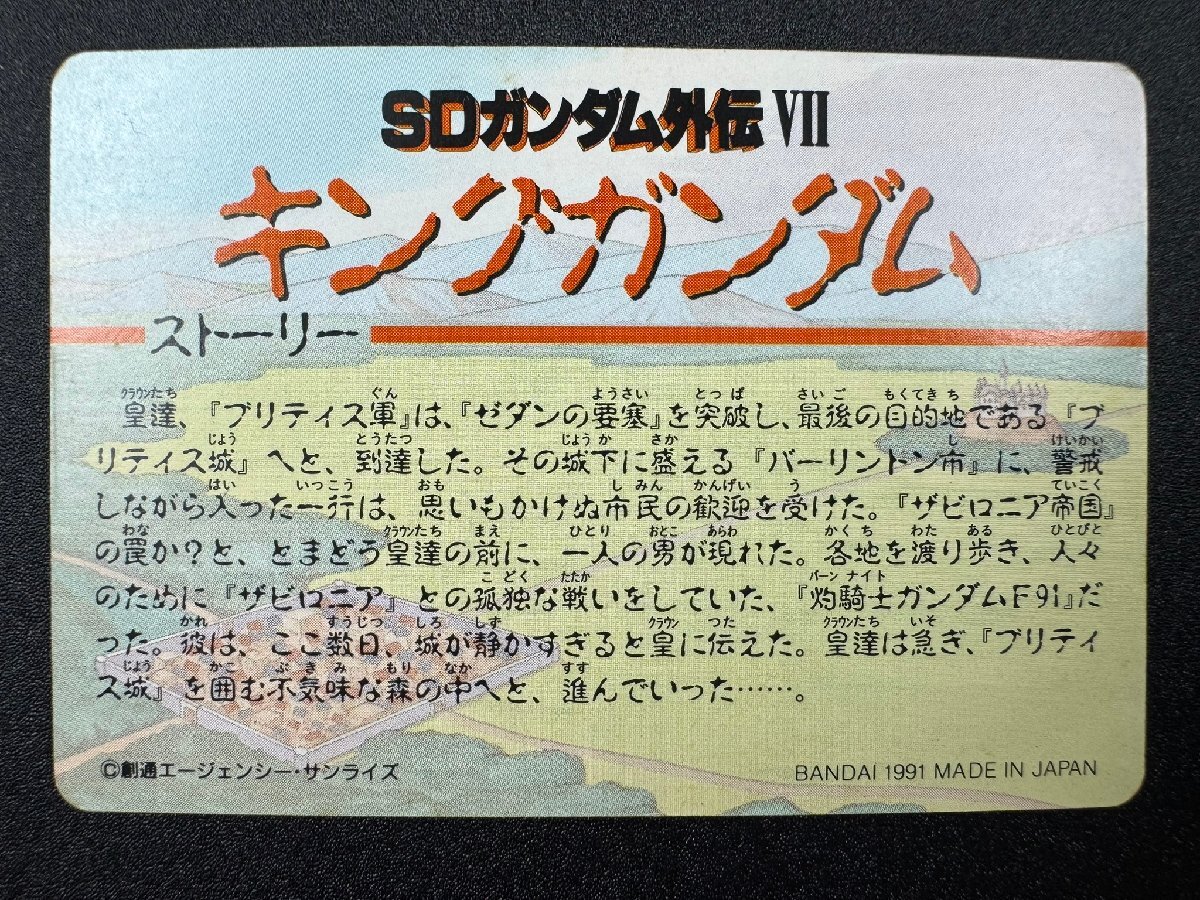 SDガンダム外伝 VII
キングガンダム
ストーリー
皇達、『ブリティス軍』は、『ゼダンの要塞』を突破し、最後の目的地である『ブ
リティス城』へと、到達した。その城下に盛える『バーリントン市』に、警戒
しながら入った一行は、思いもかけぬ市民の歓迎を受けた。『ザビロニア帝国』
の罠か?と、とまどう皇達の前に、一人の男が現れた。各地を渡り歩き、人々
のために『ザビロニア』との孤独な戦いをしていた、『灼騎士ガンダムF91』だ
った。彼は、ここ数日、城が静かすぎると皇に伝えた。皇達は急ぎ、『ブリティ
ス城』を囲む不気味な森の中へと、進んでいった……。
©創通エージェンシー・サンライズ
BANDAI 1991 MADE IN JAPAN